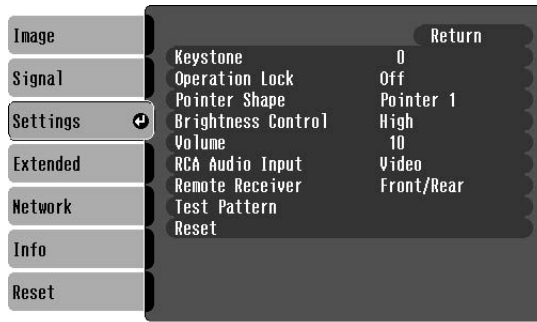 Image
Signal
Settings
Extended
Network
Info
Reset
Return
Keystone 0
Operation Lock Off
Pointer Shape Pointer 1
Brightness Control High
Volume 10
RCA Audio Input Video
Remote Receiver Front/Rear
Test Pattern
Reset